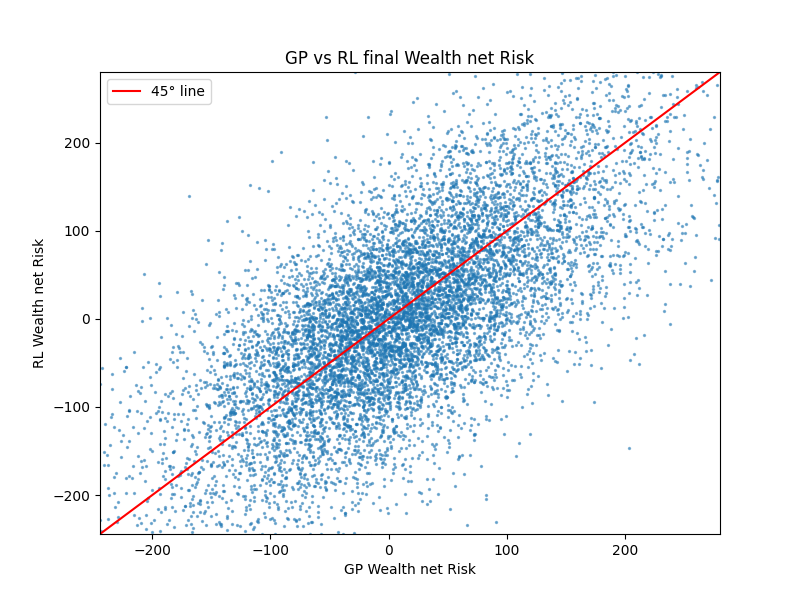 GP vs RL final Wealth net Risk
45° line
200
100
0
−100
−200
RL Wealth net Risk
−200
−100
0
100
200
GP Wealth net Risk